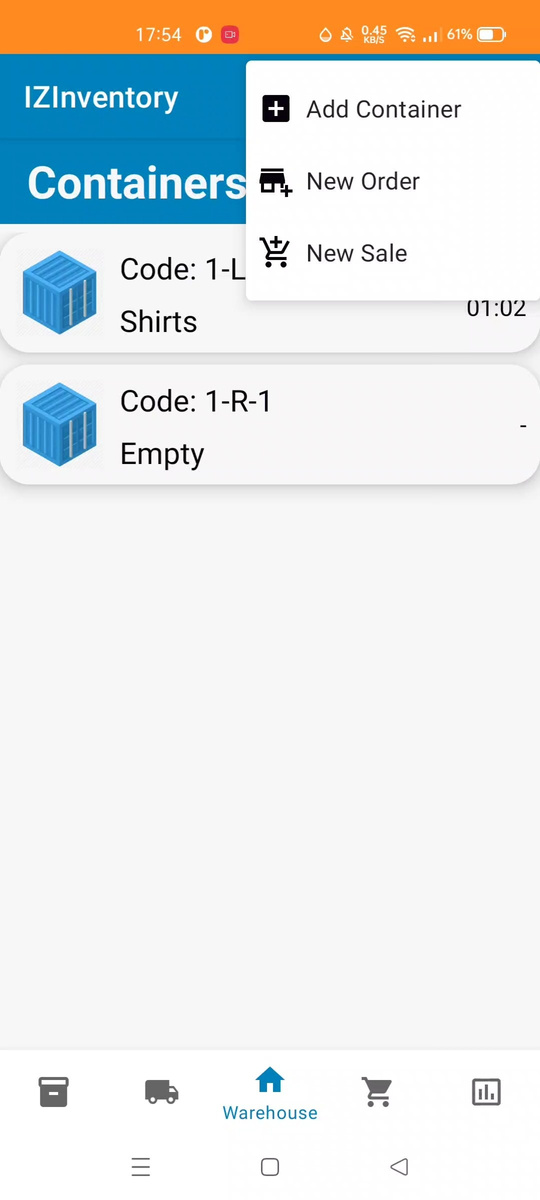 17:54
0.45
KB/S
61%
IZInventory
Add Container
Containers
New Order
New Sale
Code: 1-L
Shirts
01:02
Code: 1-R-1
-
Empty
Warehouse